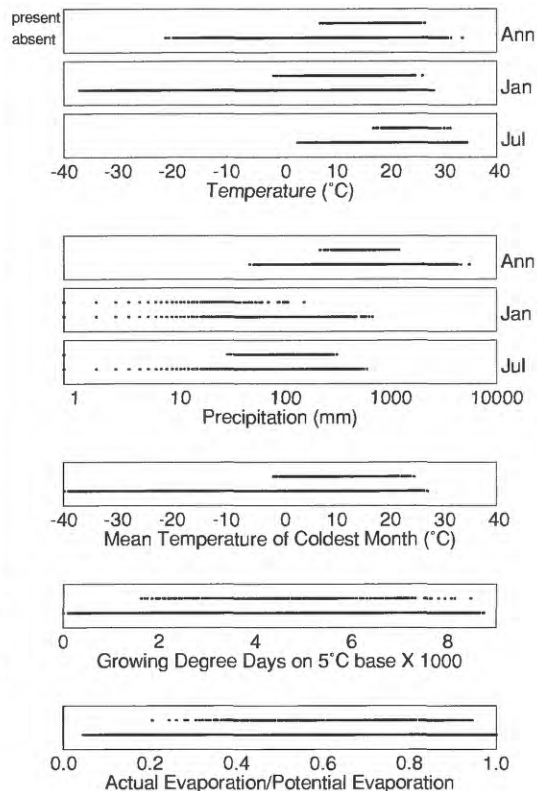 present
absent
Ann
Jan
Jul
-40 -30 -20 -10 0 10 20 30 40
Temperature (°C)
Ann
Jan
Jul
1 10 100 1000 10000
Precipitation (mm)
-40 -30 -20 -10 0 10 20 30 40
Mean Temperature of Coldest Month (°C)
0 2 4 6 8
Growing Degree Days on 5°C base X 1000
0.0 0.2 0.4 0.6 0.8 1.0
Actual Evaporation/Potential Evaporation